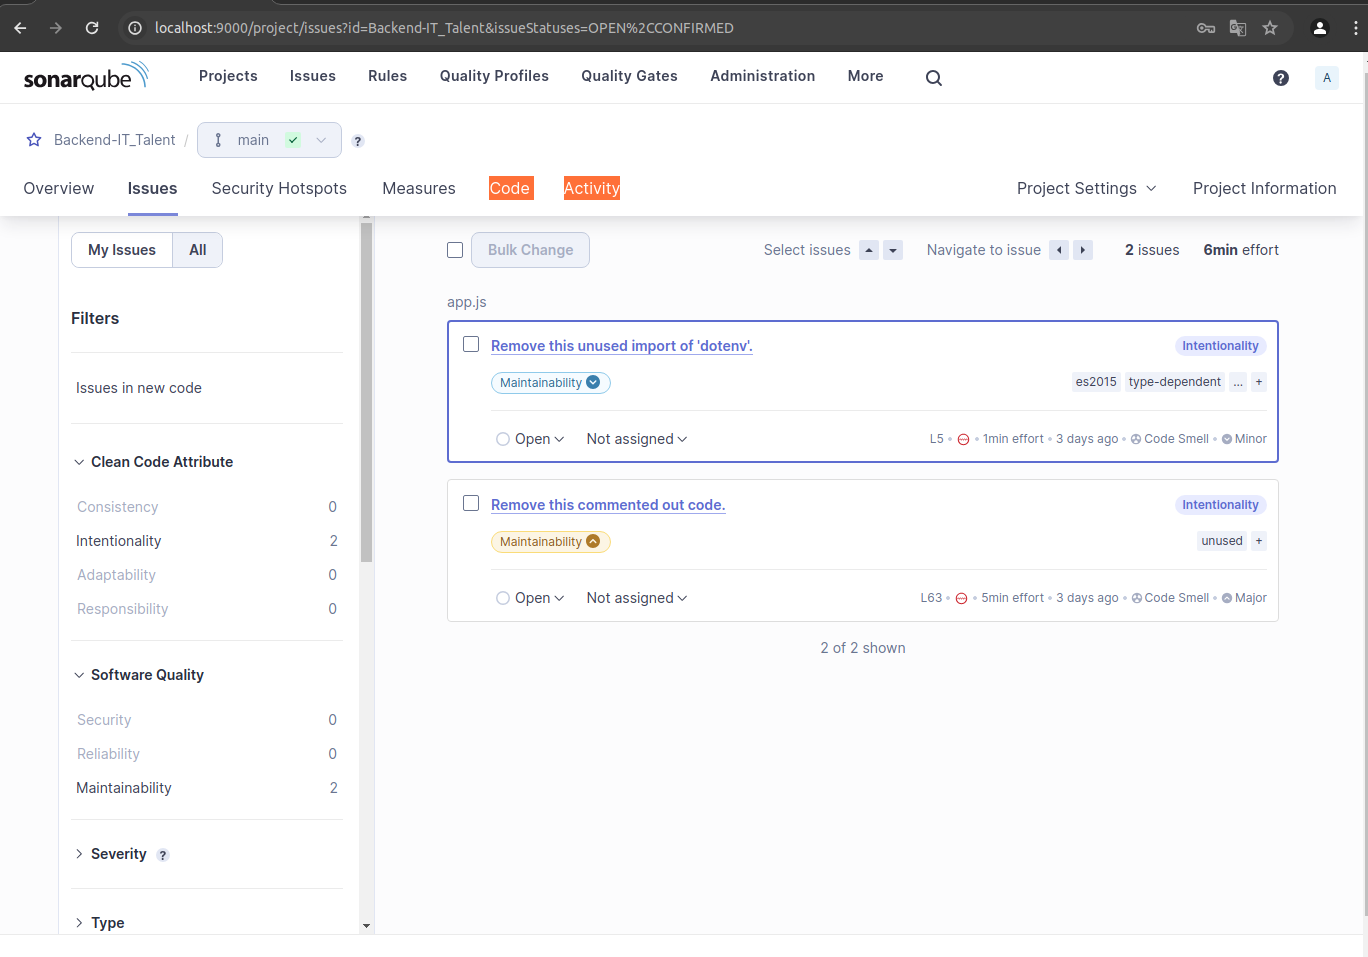 localhost:9000/project/issues?id=Backend-IT_Talent&issueStatuses=OPEN%2CCONFIRMED
sonarqube Projects Issues Rules Quality Profiles Quality Gates Administration More ? A
Backend-IT_Talent / main ?
Overview Issues Security Hotspots Measures Code Activity Project Settings Project Information
My Issues All
Filters
Issues in new code
Clean Code Attribute
Consistency 0
Intentionality 2
Adaptability 0
Responsibility 0
Software Quality
Security 0
Reliability 0
Maintainability 2
Severity ?
Type
Bulk Change Select issues Navigate to issue 2 issues 6min effort
app.js
Remove this unused import of 'dotenv'. Intentionality
Maintainability es2015 type-dependent ... +
Open Not assigned L5 • • 1min effort • 3 days ago • Code Smell • Minor
Remove this commented out code. Intentionality
Maintainability unused +
Open Not assigned L63 • • 5min effort • 3 days ago • Code Smell • Major
2 of 2 shown